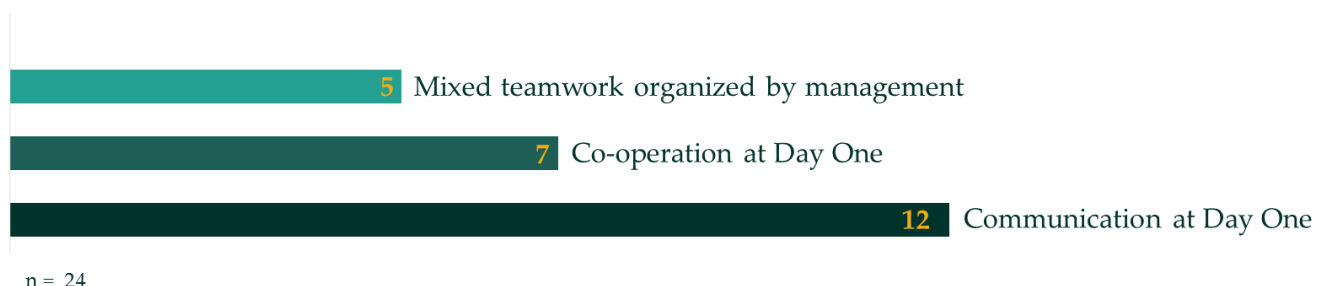 5 Mixed teamwork organized by management
7 Co-operation at Day One
12 Communication at Day One
n = 24